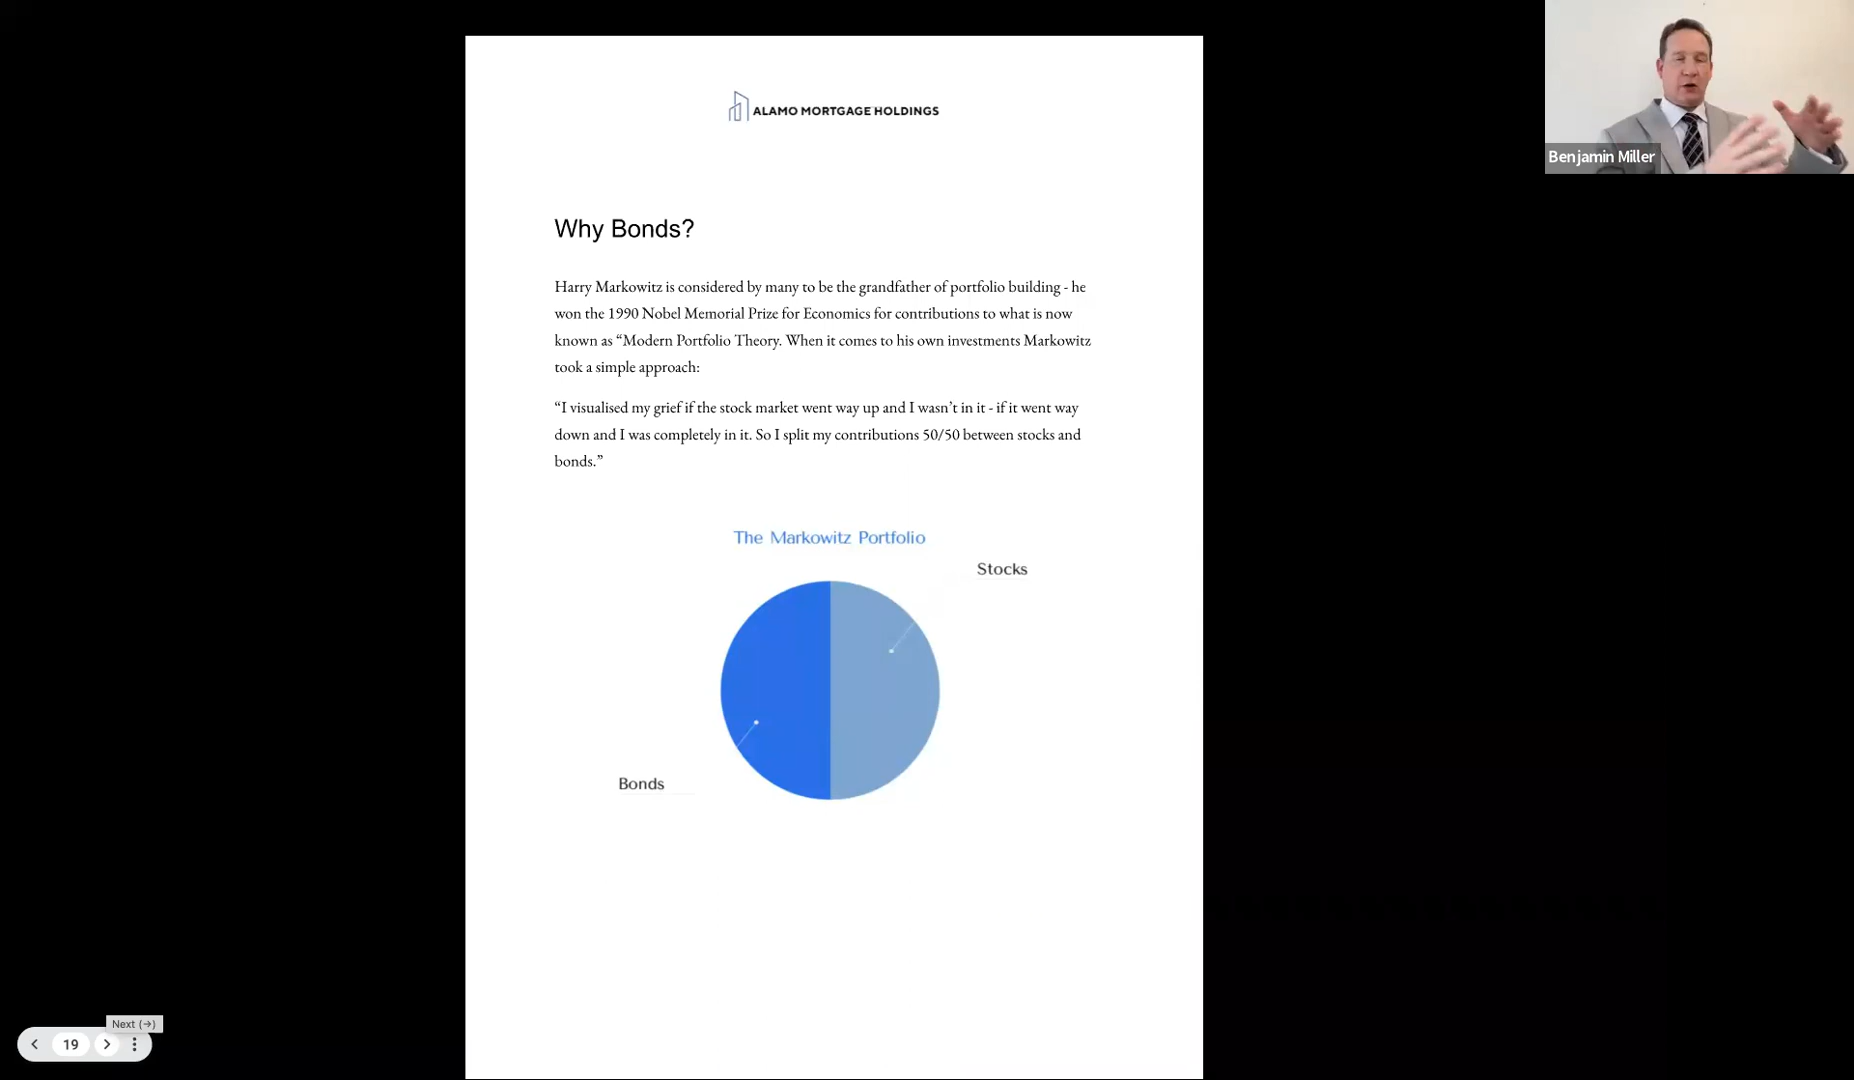 ALAMO MORTGAGE HOLDINGS
Benjamin Miller
Why Bonds?
Harry Markowitz is considered by many to be the grandfather of portfolio building - he
won the 1990 Nobel Memorial Prize for Economics for contributions to what is now
known as “Modern Portfolio Theory. When it comes to his own investments Markowitz
took a simple approach:
“I visualised my grief if the stock market went way up and I wasn’t in it - if it went way
down and I was completely in it. So I split my contributions 50/50 between stocks and
bonds.”
The Markowitz Portfolio
Stocks
Bonds
Next (→)
19